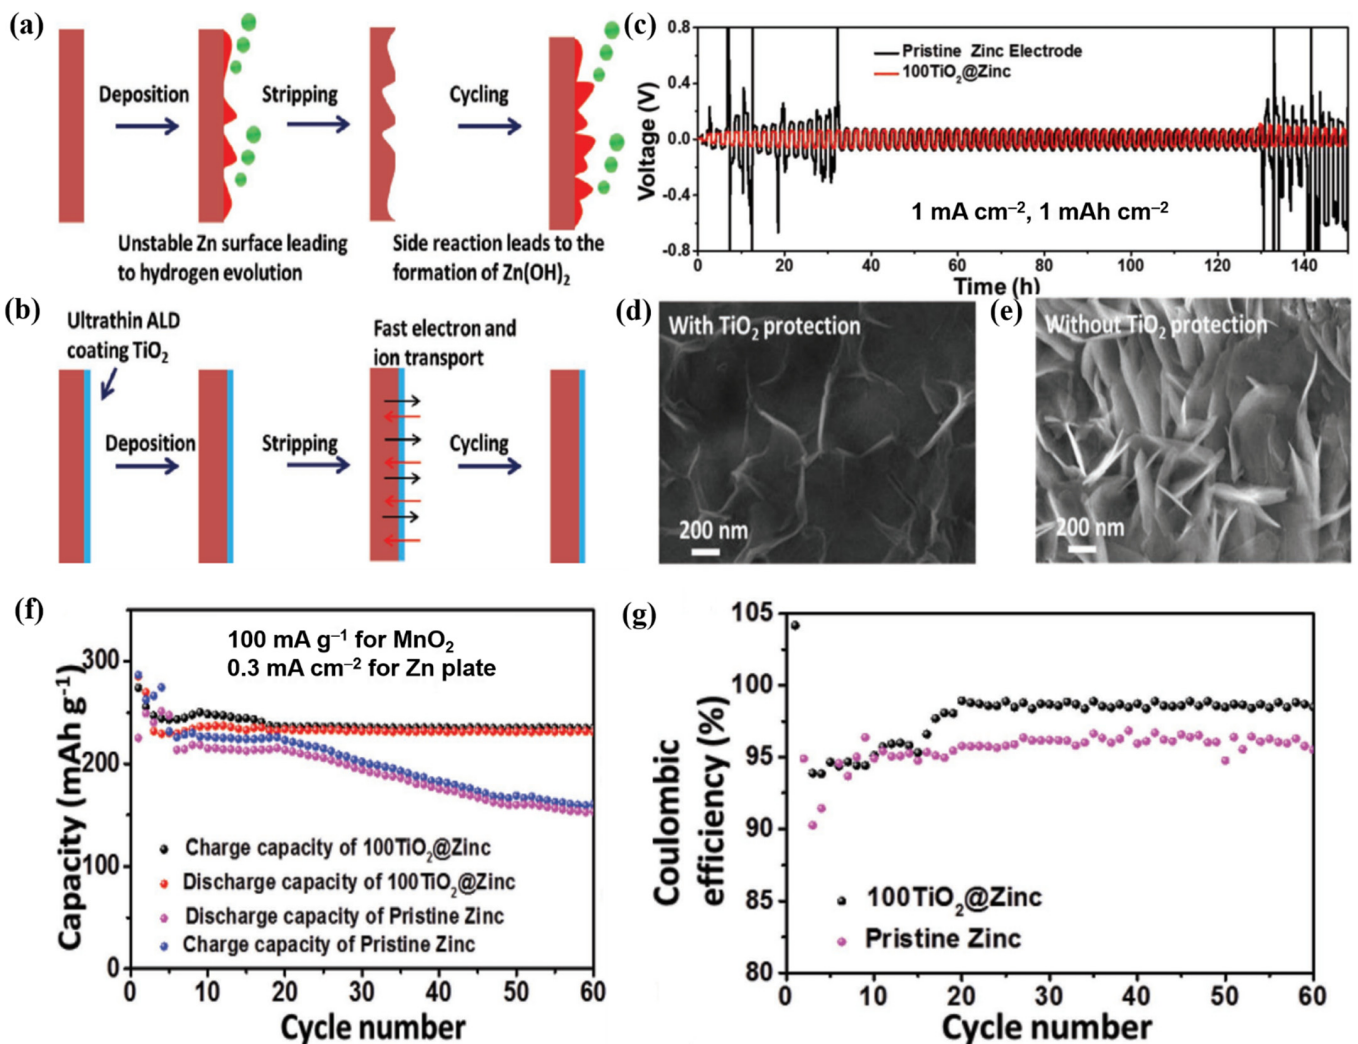 (a)
Deposition
Stripping
Cycling
Unstable Zn surface leading
to hydrogen evolution
Side reaction leads to the
formation of Zn(OH)₂
(b)
Ultrathin ALD
coating TiO₂
Fast electron and
ion transport
Deposition
Stripping
Cycling
(c)
0.8
0.4
0.0
-0.4
-0.8
Voltage (V)
Pristine Zinc Electrode
100TiO₂@Zinc
1 mA cm⁻², 1 mAh cm⁻²
0 20 40 60 80 100 120 140
Time (h)
(d)
With TiO₂ protection
200 nm
(e)
Without TiO₂ protection
200 nm
(f)
300
200
100
0
Capacity (mAh g⁻¹)
100 mA g⁻¹ for MnO₂
0.3 mA cm⁻² for Zn plate
Charge capacity of 100TiO₂@Zinc
Discharge capacity of 100TiO₂@Zinc
Discharge capacity of Pristine Zinc
Charge capacity of Pristine Zinc
0 10 20 30 40 50 60
Cycle number
(g)
105
100
95
90
85
80
Coulombic
efficiency (%)
100TiO₂@Zinc
Pristine Zinc
0 10 20 30 40 50 60
Cycle number